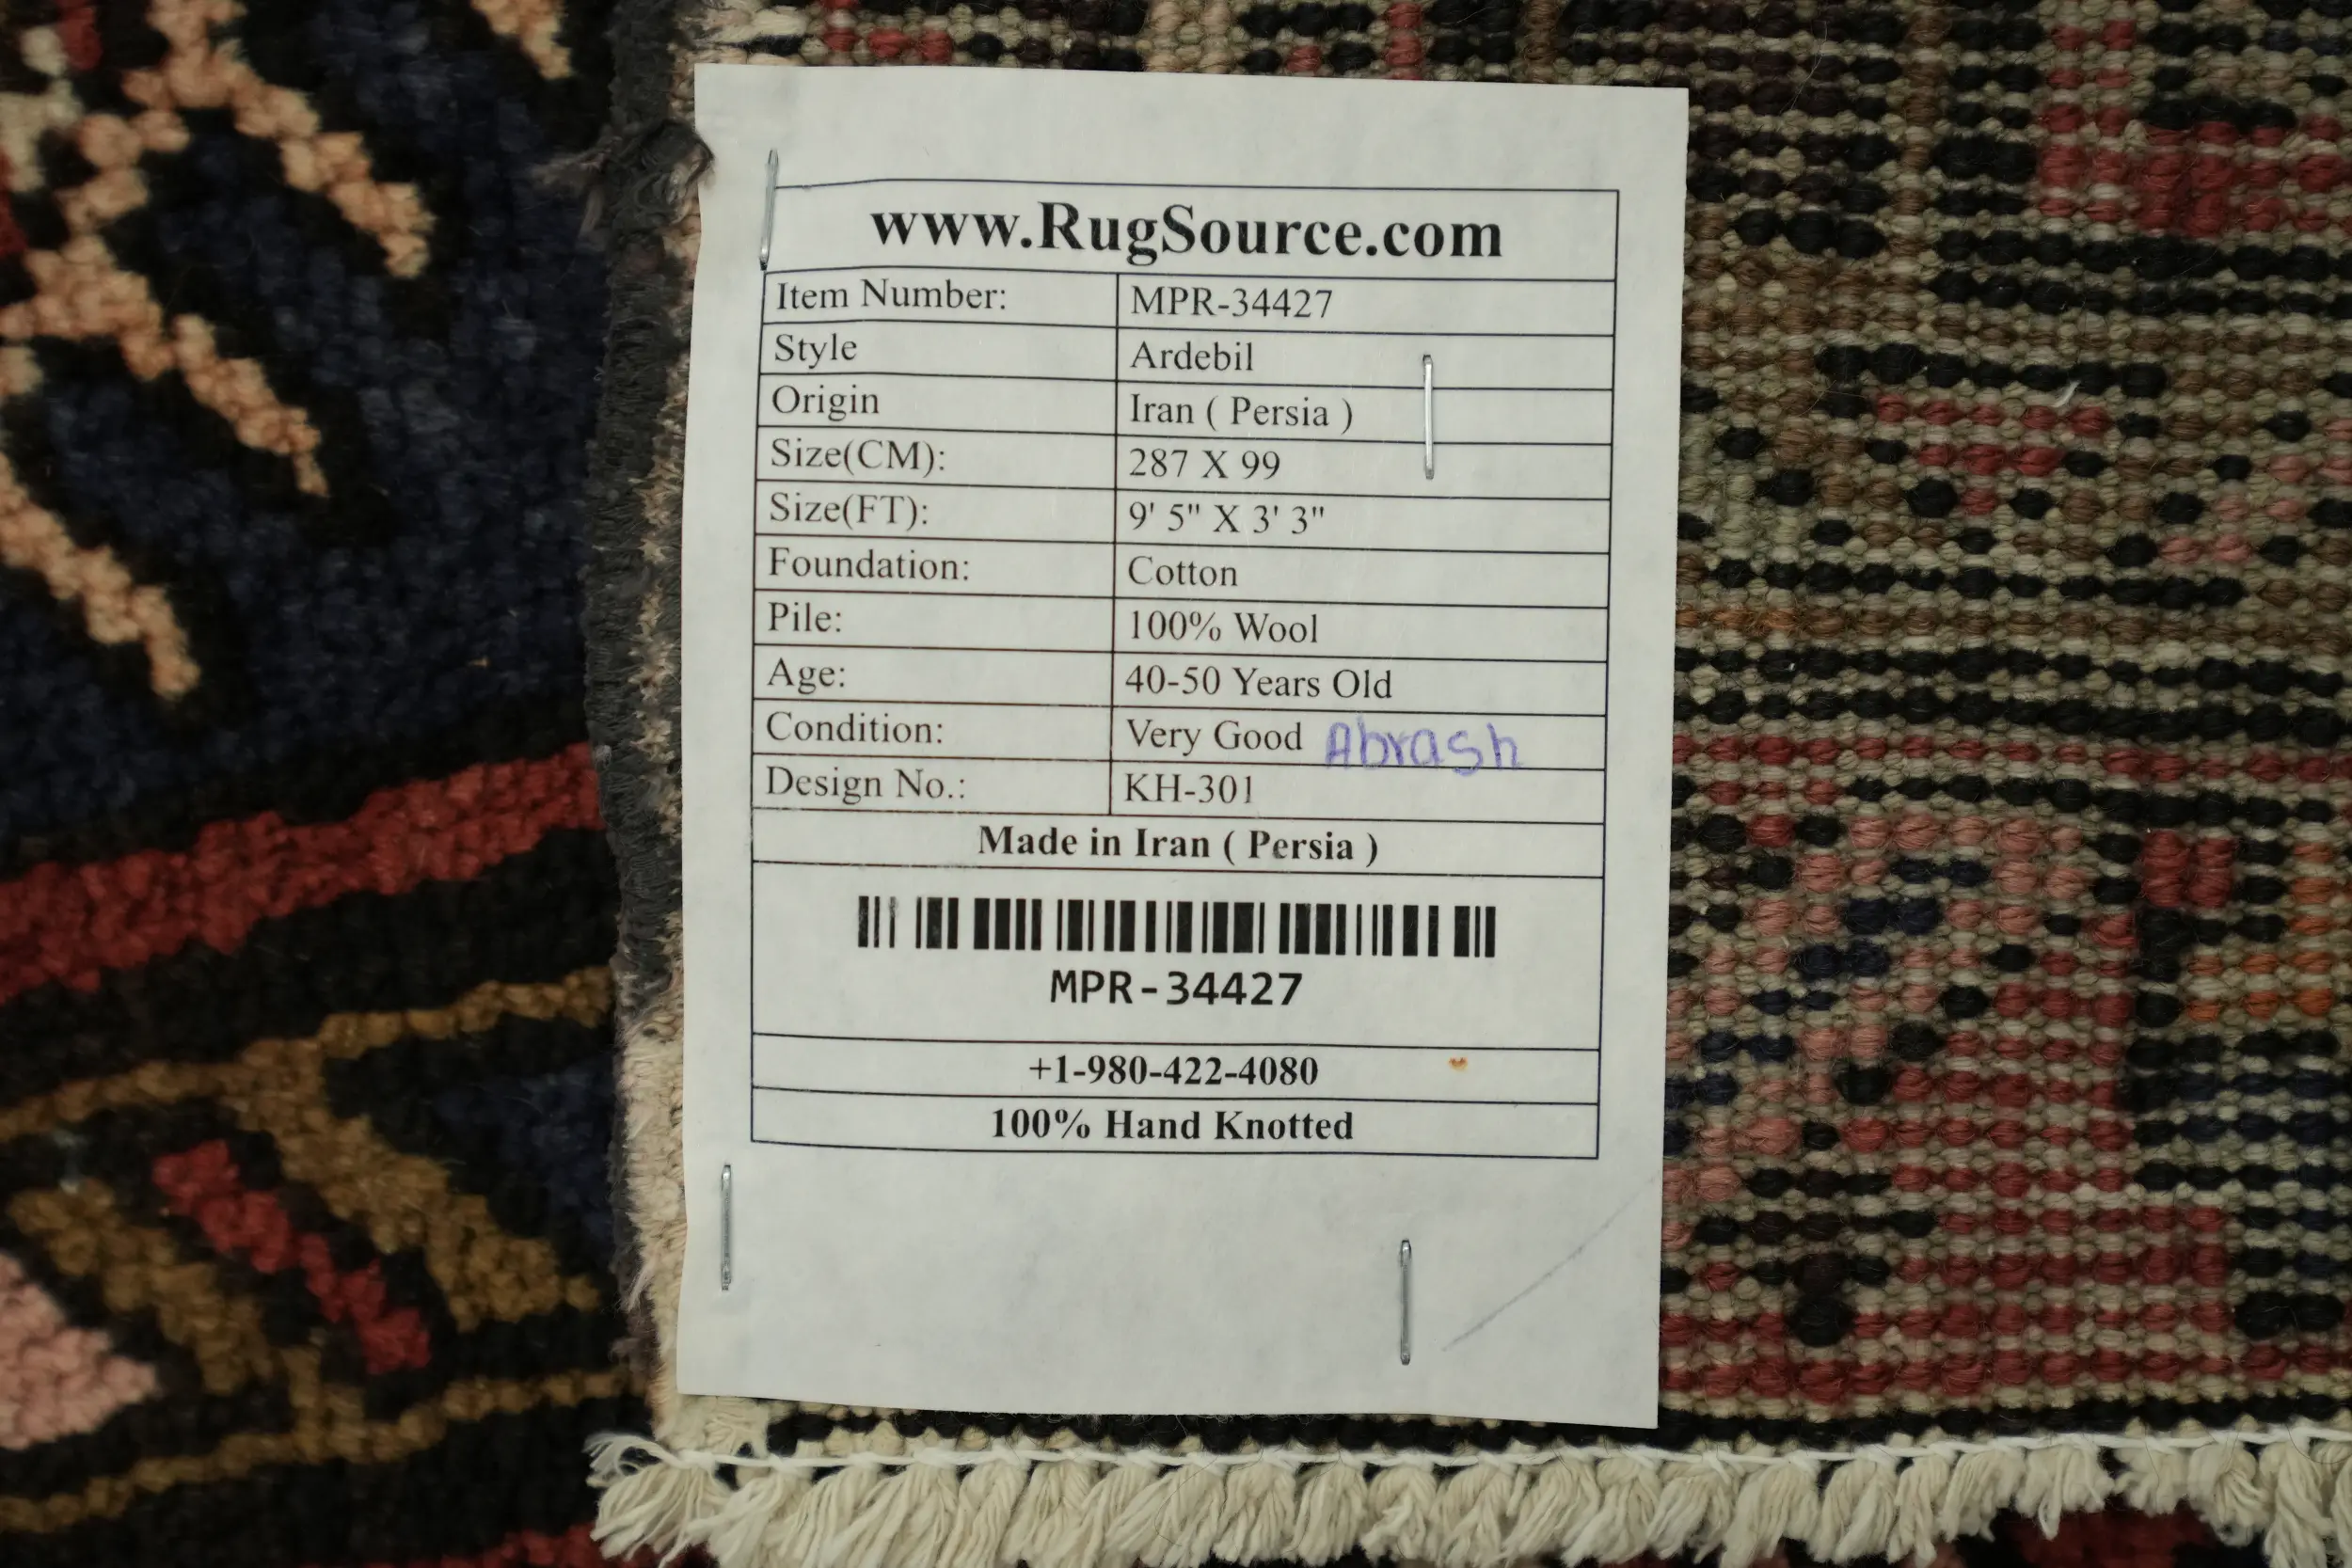 www.RugSource.com
Item Number: MPR-34427
Style Ardebil
Origin Iran ( Persia )
Size(CM): 287 X 99
Size(FT): 9' 5" X 3' 3"
Foundation: Cotton
Pile: 100% Wool
Age: 40-50 Years Old
Condition: Very Good Abrash
Design No.: KH-301
Made in Iran ( Persia )
MPR-34427
+1-980-422-4080
100% Hand Knotted